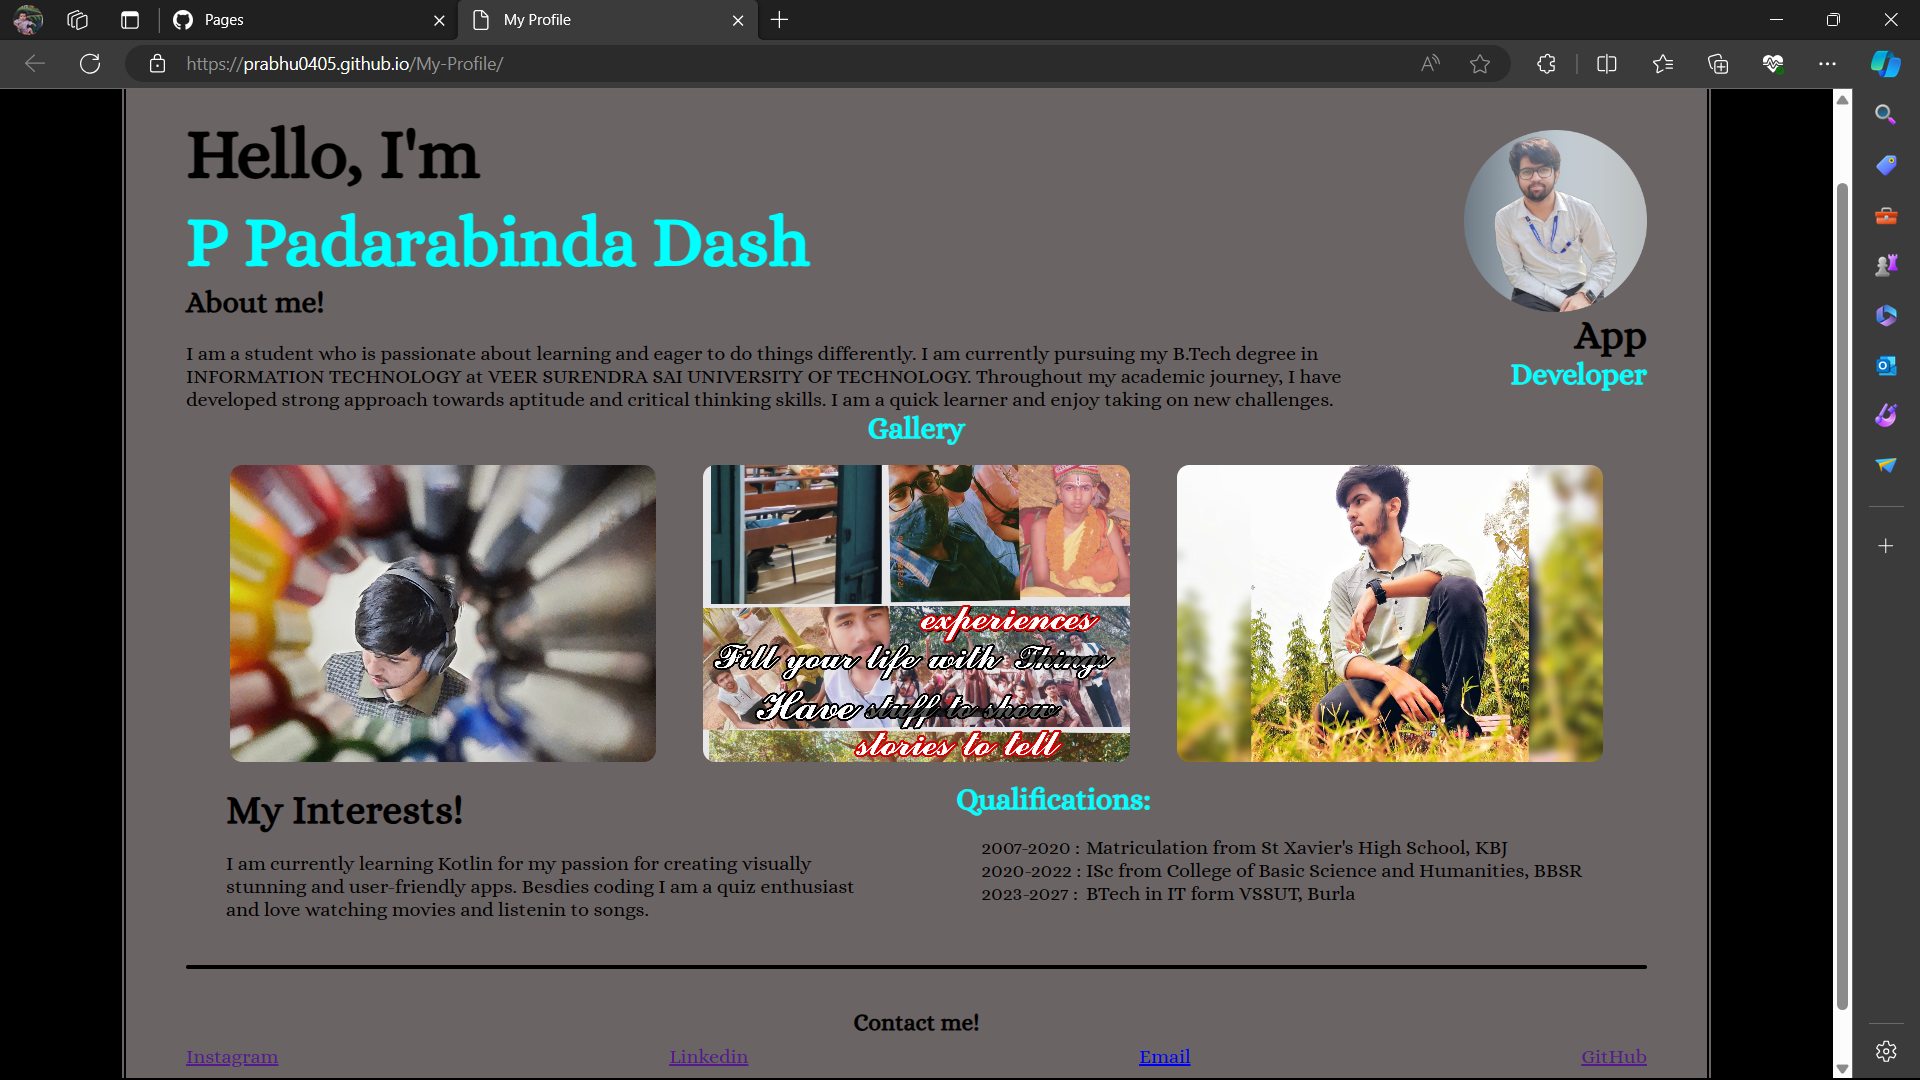 Pages
My Profile
https://prabhu0405.github.io/My-Profile/
Hello, I'm
P Padarabinda Dash
About me!
I am a student who is passionate about learning and eager to do things differently. I am currently pursuing my B.Tech degree in
INFORMATION TECHNOLOGY at VEER SURENDRA SAI UNIVERSITY OF TECHNOLOGY. Throughout my academic journey, I have
developed strong approach towards aptitude and critical thinking skills. I am a quick learner and enjoy taking on new challenges.
App
Developer
Gallery
experiences
Fill your life with Things
Have stuff to show
stories to tell
My Interests!
I am currently learning Kotlin for my passion for creating visually
stunning and user-friendly apps. Besdies coding I am a quiz enthusiast
and love watching movies and listenin to songs.
Qualifications:
2007-2020 : Matriculation from St Xavier's High School, KBJ
2020-2022 : ISc from College of Basic Science and Humanities, BBSR
2023-2027 : BTech in IT form VSSUT, Burla
Contact me!
Instagram
Linkedin
Email
GitHub